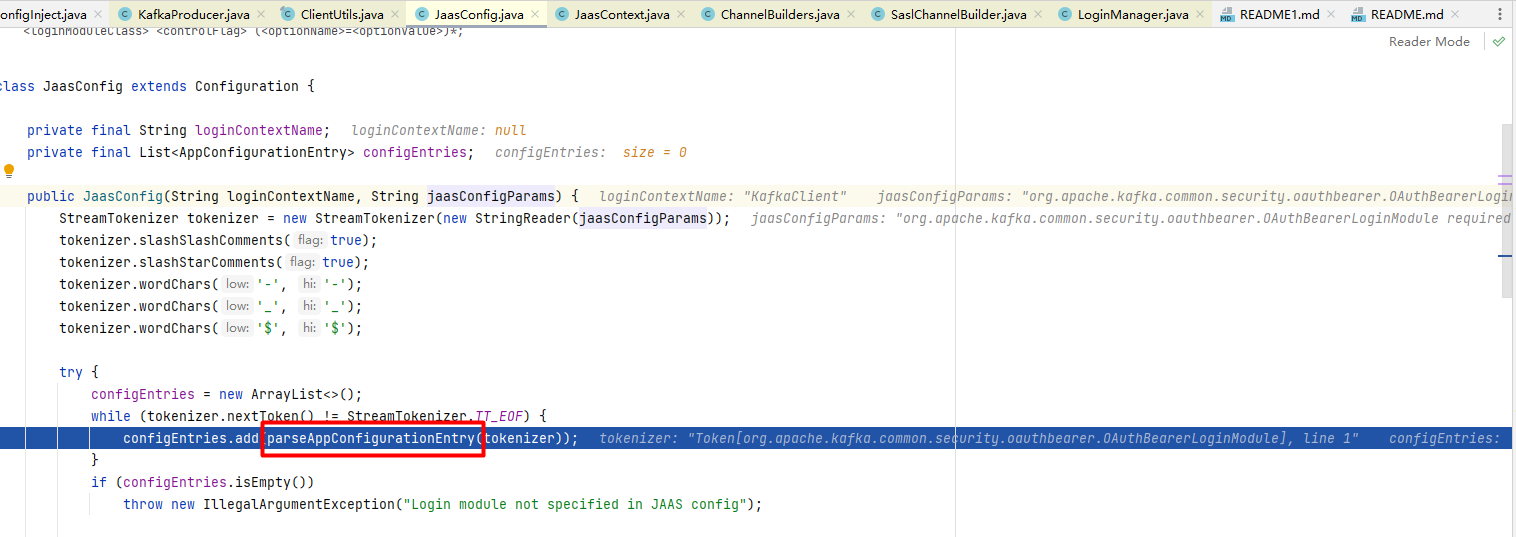 onfigInject.java KafkaProducer.java ClientUtils.java JaasConfig.java JaasContext.java ChannelBuilders.java SaslChannelBuilder.java LoginManager.java README1.md README.md
<loginModuleClass> <controlFlag> (<optionName>=<optionValue>)*;
Reader Mode
class JaasConfig extends Configuration {
private final String loginContextName; loginContextName: null
private final List<AppConfigurationEntry> configEntries; configEntries: size = 0
public JaasConfig(String loginContextName, String jaasConfigParams) { loginContextName: "KafkaClient" jaasConfigParams: "org.apache.kafka.common.security.oauthbearer.OAuthBearerLogin
StreamTokenizer tokenizer = new StreamTokenizer(new StringReader(jaasConfigParams)); jaasConfigParams: "org.apache.kafka.common.security.oauthbearer.OAuthBearerLoginModule required
tokenizer.slashSlashComments( flag: true);
tokenizer.slashStarComments( flag: true);
tokenizer.wordChars( low: '-', hi: '-');
tokenizer.wordChars( low: '_', hi: '_');
tokenizer.wordChars( low: '$', hi: '$');
try {
configEntries = new ArrayList<>();
while (tokenizer.nextToken() != StreamTokenizer.TT_EOF) {
configEntries.add(parseAppConfigurationEntry(tokenizer)); tokenizer: "Token[org.apache.kafka.common.security.oauthbearer.OAuthBearerLoginModule], line 1" configEntries:
}
if (configEntries.isEmpty())
throw new IllegalArgumentException("Login module not specified in JAAS config");